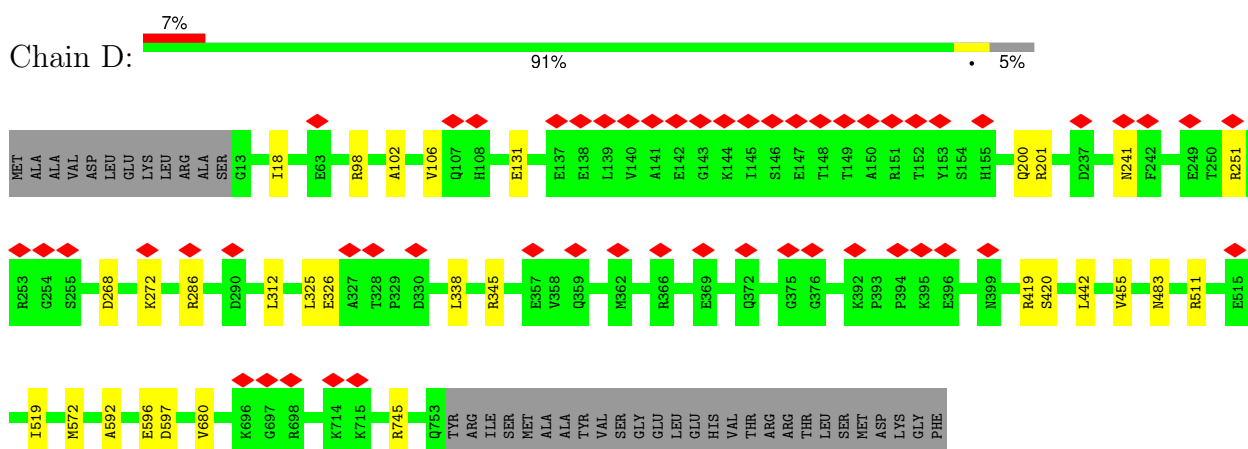 7%
Chain D:
91% • 5%
MET ALA ALA VAL ASP LEU GLU LYS LEU ARG ALA SER G13 I18 E63 R98 A102 V106 Q107 H108 E131 E137 E138 L139 V140 A141 E142 G143 K144 I145 S146 E147 T148 T149 A150 R151 T152 Y153 S154 H155 Q200 R201 D237 N241 F242 E249 T250 R251
R253 G254 S255 D268 K272 R286 D290 L312 L325 E326 A327 T328 P329 D330 L338 R345 E357 V358 Q359 M362 R366 E369 Q372 G375 G376 K392 P393 P394 K395 E396 N399 R419 S420 L442 V455 N483 R511 E515
I519 M572 A592 E596 D597 V680 K696 G697 R698 K714 K715 R745 Q753 TYR ARG ILE SER MET ALA ALA TYR VAL SER GLY GLU LEU GLU HIS VAL THR ARG ARG THR LEU SER MET ASP LYS GLY PHE